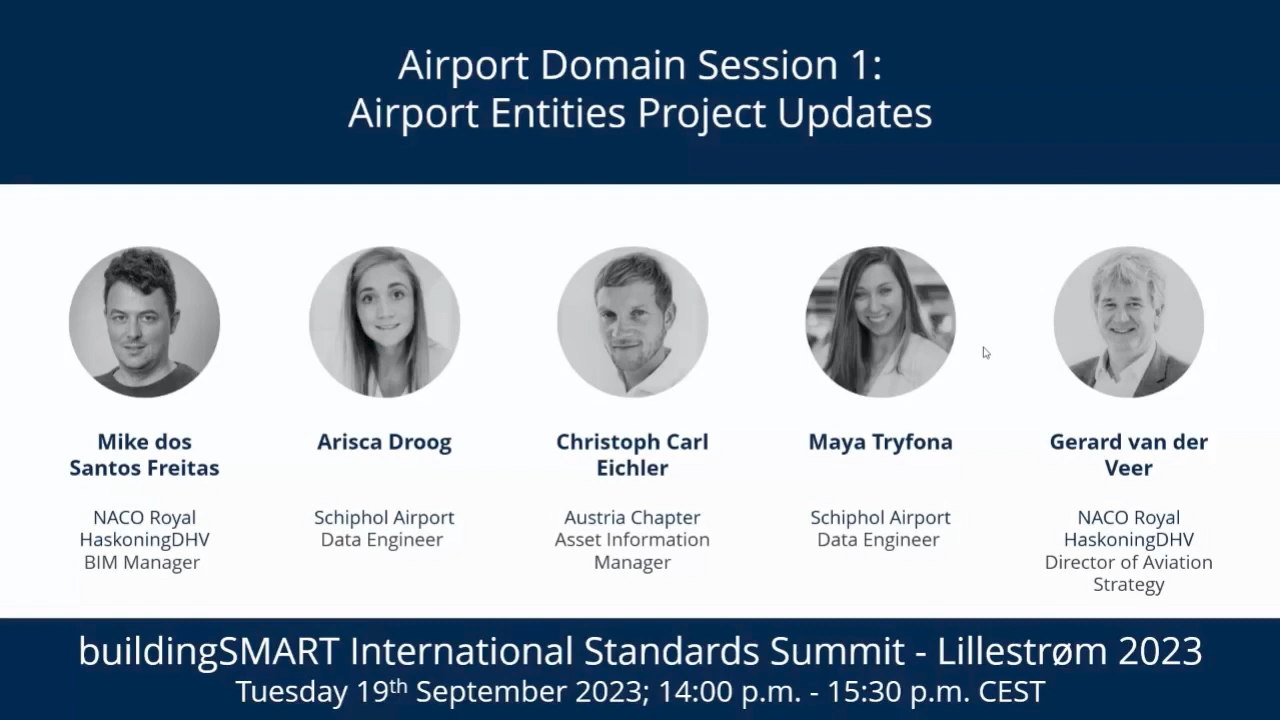 Airport Domain Session 1:
Airport Entities Project Updates
Mike dos
Santos Freitas
NACO Royal
HaskoningDHV
BIM Manager
Arisca Droog
Schiphol Airport
Data Engineer
Christoph Carl
Eichler
Austria Chapter
Asset Information
Manager
Maya Tryfona
Schiphol Airport
Data Engineer
Gerard van der
Veer
NACO Royal
HaskoningDHV
Director of Aviation
Strategy
buildingSMART International Standards Summit - Lillestrøm 2023
Tuesday 19th September 2023; 14:00 p.m. - 15:30 p.m. CEST